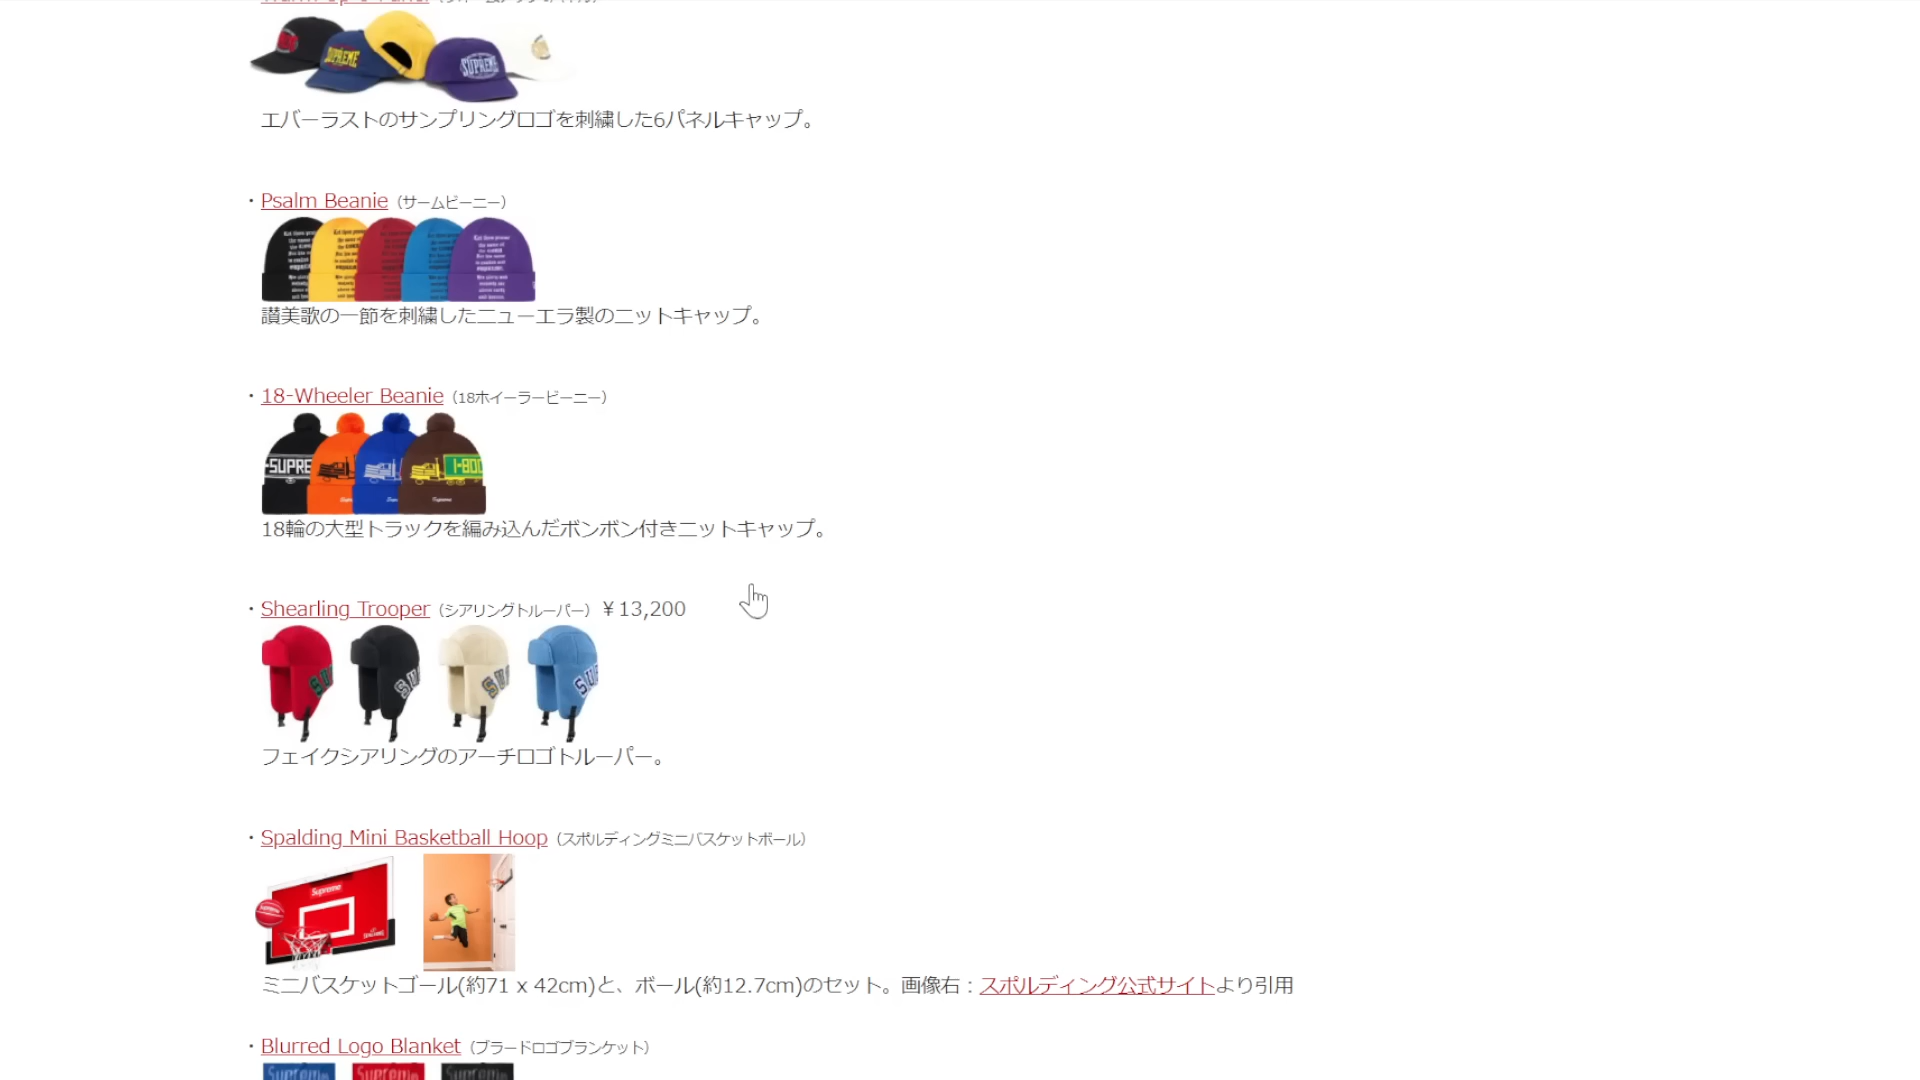 SUPREME
SUPREME
エバーラストのサンプリングロゴを刺繍した6パネルキャップ。
・Psalm Beanie（サームビーニー）
讃美歌の一節を刺繍したニューエラ製のニットキャップ。
・18-Wheeler Beanie（18ホイーラービーニー）
-SUPRE
1-800
Supreme
18輪の大型トラックを編み込んだボンボン付きニットキャップ。
・Shearling Trooper（シアリングトルーパー）￥13,200
フェイクシアリングのアーチロゴトルーパー。
・Spalding Mini Basketball Hoop（スポルディングミニバスケットボール）
Supreme
SPALDING
ミニバスケットゴール(約71 x 42cm)と、ボール(約12.7cm)のセット。画像右：スポルディング公式サイトより引用
・Blurred Logo Blanket（ブラードロゴブランケット）
Supreme Supreme Supreme